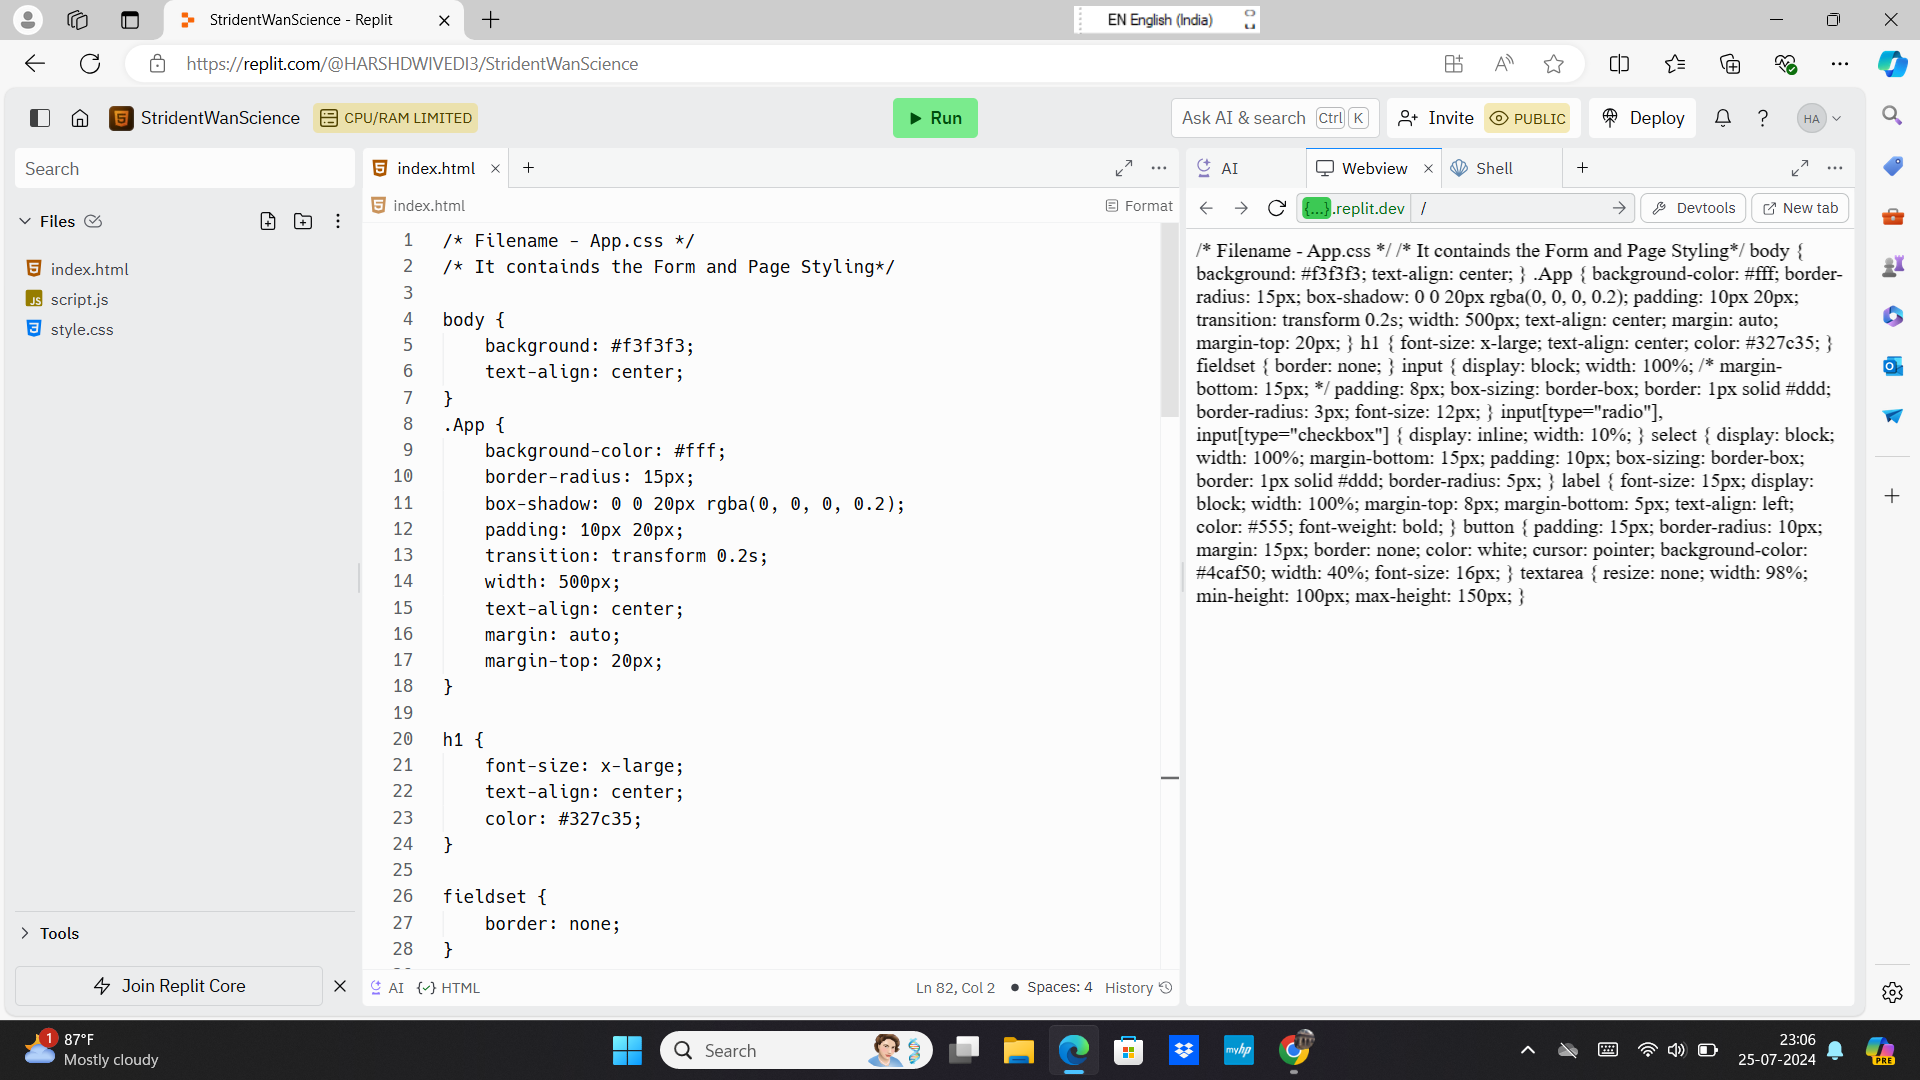 StridentWanScience - Replit
EN English (India)
https://replit.com/@HARSHDWIVEDI3/StridentWanScience
StridentWanScience
CPU/RAM LIMITED
Run
Ask AI & search Ctrl K
Invite
PUBLIC
Deploy
HA
Search
Files
index.html
script.js
style.css
Tools
Join Replit Core
index.html
index.html
Format
1 /* Filename - App.css */
2 /* It containds the Form and Page Styling*/
3
4 body {
5 background: #f3f3f3;
6 text-align: center;
7 }
8 .App {
9 background-color: #fff;
10 border-radius: 15px;
11 box-shadow: 0 0 20px rgba(0, 0, 0, 0.2);
12 padding: 10px 20px;
13 transition: transform 0.2s;
14 width: 500px;
15 text-align: center;
16 margin: auto;
17 margin-top: 20px;
18 }
19
20 h1 {
21 font-size: x-large;
22 text-align: center;
23 color: #327c35;
24 }
25
26 fieldset {
27 border: none;
28 }
AI {✓} HTML
Ln 82, Col 2 • Spaces: 4 History
AI
Webview
Shell
{...}.replit.dev /
Devtools
New tab
/* Filename - App.css */ /* It containds the Form and Page Styling*/ body {
background: #f3f3f3; text-align: center; } .App { background-color: #fff; border-
radius: 15px; box-shadow: 0 0 20px rgba(0, 0, 0, 0.2); padding: 10px 20px;
transition: transform 0.2s; width: 500px; text-align: center; margin: auto;
margin-top: 20px; } h1 { font-size: x-large; text-align: center; color: #327c35; }
fieldset { border: none; } input { display: block; width: 100%; /* margin-
bottom: 15px; */ padding: 8px; box-sizing: border-box; border: 1px solid #ddd;
border-radius: 3px; font-size: 12px; } input[type="radio"],
input[type="checkbox"] { display: inline; width: 10%; } select { display: block;
width: 100%; margin-bottom: 15px; padding: 10px; box-sizing: border-box;
border: 1px solid #ddd; border-radius: 5px; } label { font-size: 15px; display:
block; width: 100%; margin-top: 8px; margin-bottom: 5px; text-align: left;
color: #555; font-weight: bold; } button { padding: 15px; border-radius: 10px;
margin: 15px; border: none; color: white; cursor: pointer; background-color:
#4caf50; width: 40%; font-size: 16px; } textarea { resize: none; width: 98%;
min-height: 100px; max-height: 150px; }
1
87°F
Mostly cloudy
Search
myhp
23:06
25-07-2024
PRE